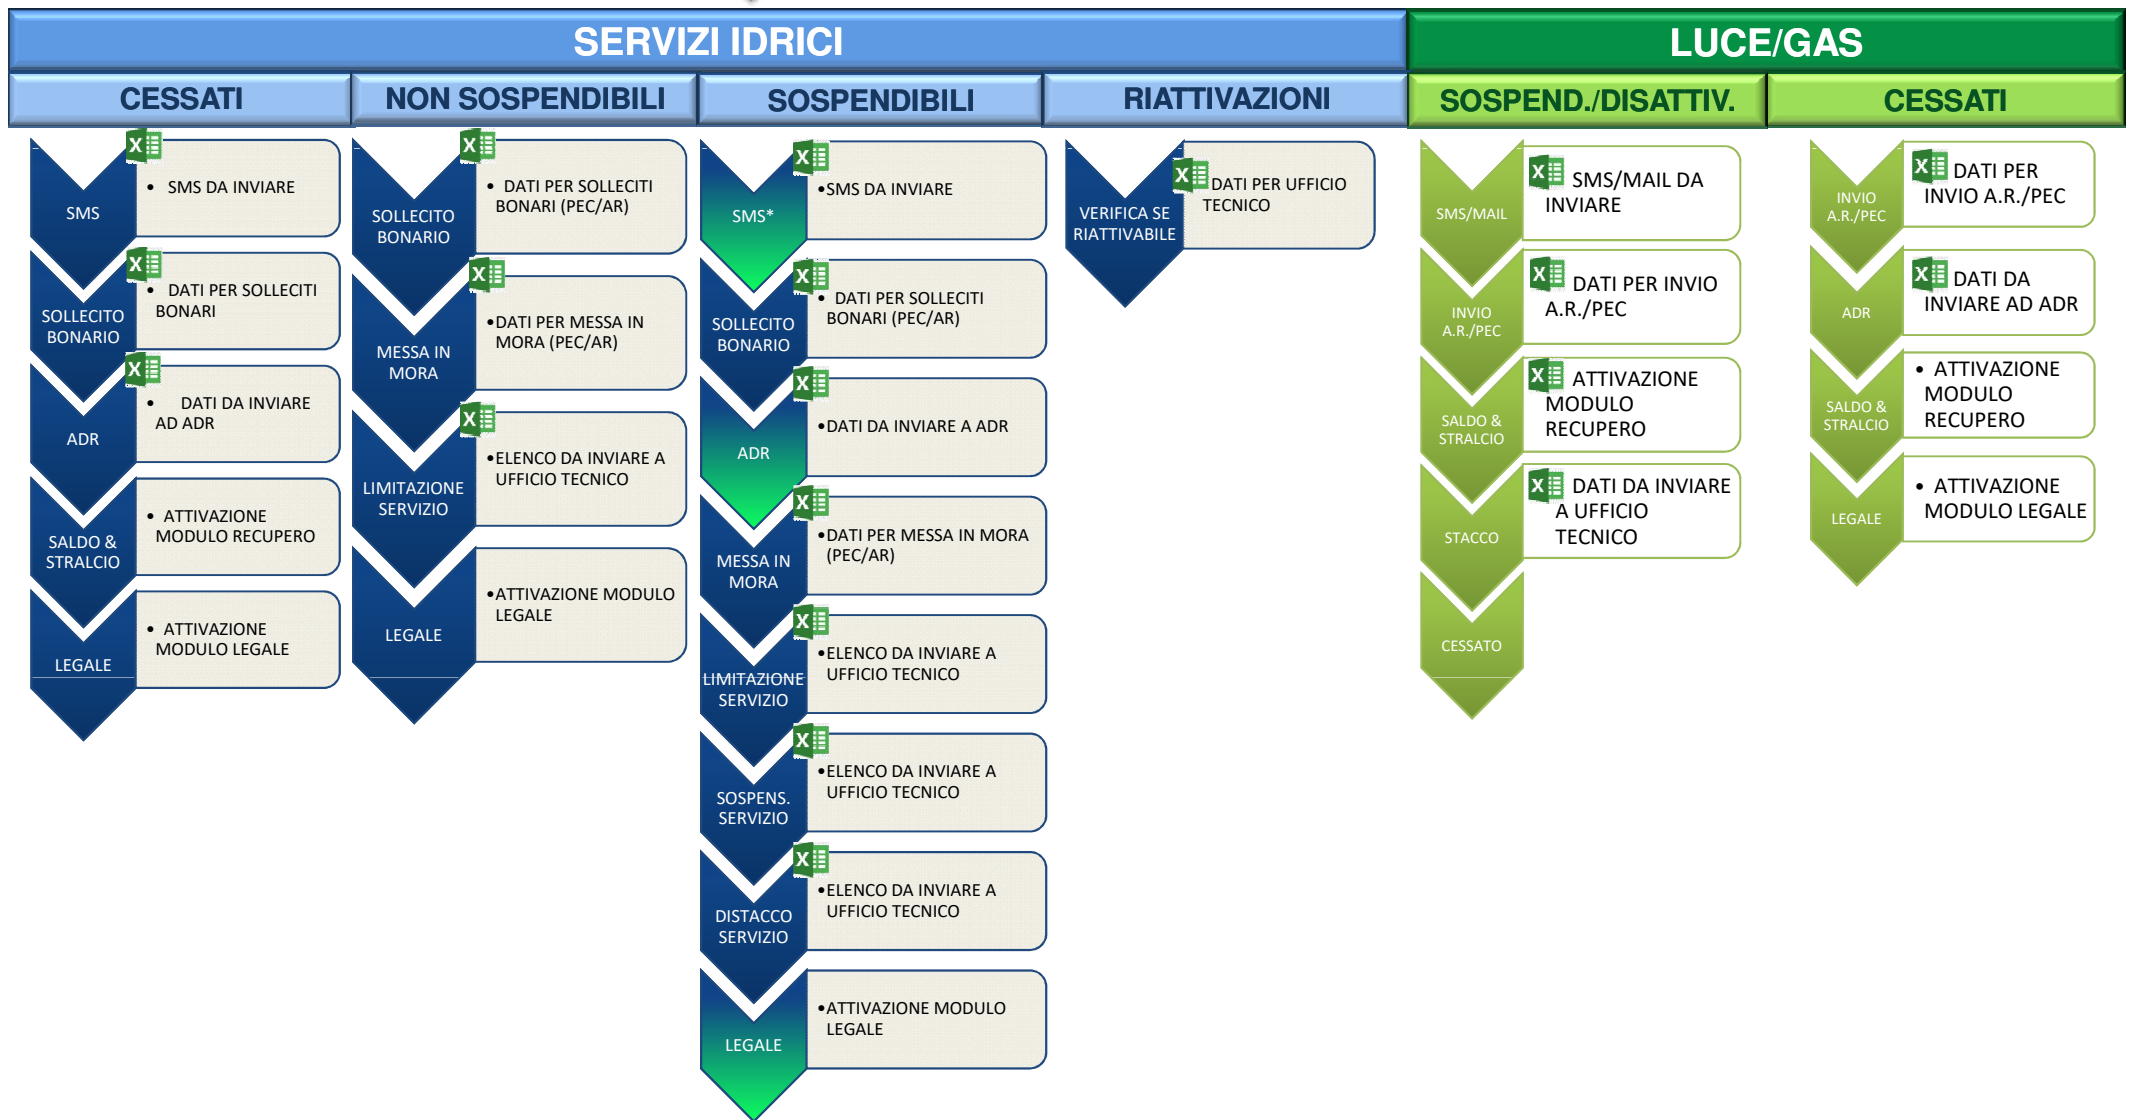 SERVIZI IDRICI
LUCE/GAS
CESSATI
NON SOSPENDIBILI
SOSPENDIBILI
RIATTIVAZIONI
SOSPEND./DISATTIV.
CESSATI
SMS
• SMS DA INVIARE
SOLLECITO
BONARIO
• DATI PER SOLLECITI
BONARI
ADR
• DATI DA INVIARE
AD ADR
SALDO &
STRALCIO
• ATTIVAZIONE
MODULO RECUPERO
LEGALE
• ATTIVAZIONE
MODULO LEGALE
SOLLECITO
BONARIO
• DATI PER SOLLECITI
BONARI (PEC/AR)
MESSA IN
MORA
•DATI PER MESSA IN
MORA (PEC/AR)
LIMITAZIONE
SERVIZIO
•ELENCO DA INVIARE A
UFFICIO TECNICO
LEGALE
•ATTIVAZIONE MODULO
LEGALE
SMS*
•SMS DA INVIARE
SOLLECITO
BONARIO
• DATI PER SOLLECITI
BONARI (PEC/AR)
ADR
•DATI DA INVIARE A ADR
MESSA IN
MORA
•DATI PER MESSA IN MORA
(PEC/AR)
LIMITAZIONE
SERVIZIO
•ELENCO DA INVIARE A
UFFICIO TECNICO
SOSPENS.
SERVIZIO
•ELENCO DA INVIARE A
UFFICIO TECNICO
DISTACCO
SERVIZIO
•ELENCO DA INVIARE A
UFFICIO TECNICO
LEGALE
•ATTIVAZIONE MODULO
LEGALE
VERIFICA SE
RIATTIVABILE
DATI PER UFFICIO
TECNICO
SMS/MAIL
SMS/MAIL DA
INVIARE
INVIO
A.R./PEC
DATI PER INVIO
A.R./PEC
SALDO &
STRALCIO
ATTIVAZIONE
MODULO
RECUPERO
STACCO
DATI DA INVIARE
A UFFICIO
TECNICO
CESSATO
INVIO
A.R./PEC
DATI PER
INVIO A.R./PEC
ADR
DATI DA
INVIARE AD ADR
SALDO &
STRALCIO
• ATTIVAZIONE
MODULO
RECUPERO
LEGALE
• ATTIVAZIONE
MODULO LEGALE